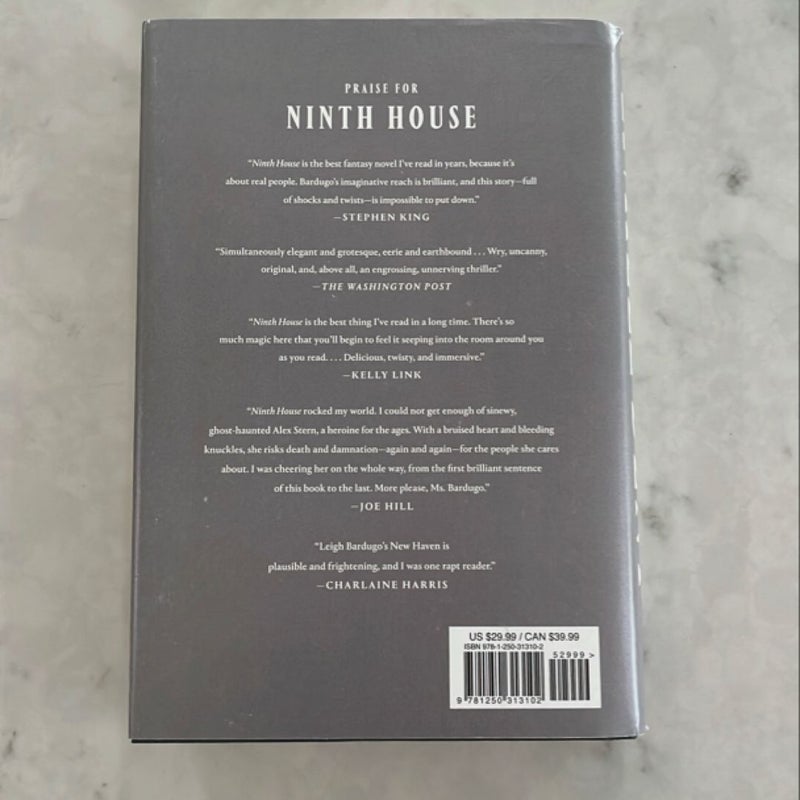 PRAISE FOR
NINTH HOUSE
“Ninth House is the best fantasy novel I’ve read in years, because it’s
about real people. Bardugo’s imaginative reach is brilliant, and this story—full
of shocks and twists—is impossible to put down.”
—STEPHEN KING
“Simultaneously elegant and grotesque, eerie and earthbound . . . Wry, uncanny,
original, and, above all, an engrossing, unnerving thriller.”
—THE WASHINGTON POST
“Ninth House is the best thing I’ve read in a long time. There’s so
much magic here that you’ll begin to feel it seeping into the room around you
as you read. . . . Delicious, twisty, and immersive.”
—KELLY LINK
“Ninth House rocked my world. I could not get enough of sinewy,
ghost-haunted Alex Stern, a heroine for the ages. With a bruised heart and bleeding
knuckles, she risks death and damnation—again and again—for the people she cares
about. I was cheering her on the whole way, from the first brilliant sentence
of this book to the last. More please, Ms. Bardugo.”
—JOE HILL
“Leigh Bardugo’s New Haven is
plausible and frightening, and I was one rapt reader.”
—CHARLAINE HARRIS
US $29.99 / CAN $39.99
ISBN 978-1-250-31310-2
52999 >
9 781250 313102